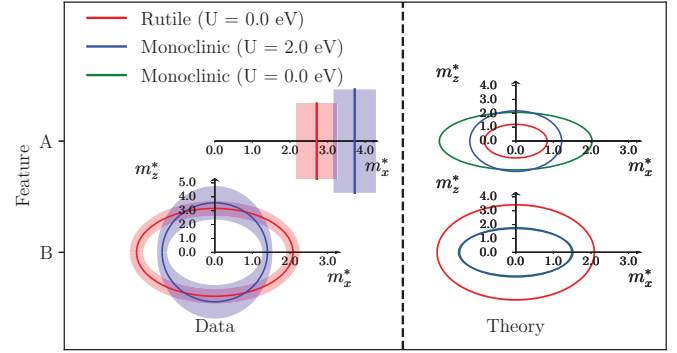 Rutile (U = 0.0 eV)
Monoclinic (U = 2.0 eV)
Monoclinic (U = 0.0 eV)
Feature
A
B
0.0 1.0 2.0 3.0 4.0
m*x
m*z
5.0
4.0
3.0
2.0
1.0
0.0
0.0 1.0 2.0 3.0
m*x
Data
m*z
4.0
3.0
2.0
1.0
0.0
0.0 1.0 2.0 3.0
m*x
m*z
4.0
3.0
2.0
1.0
0.0
0.0 1.0 2.0 3.0
m*x
Theory